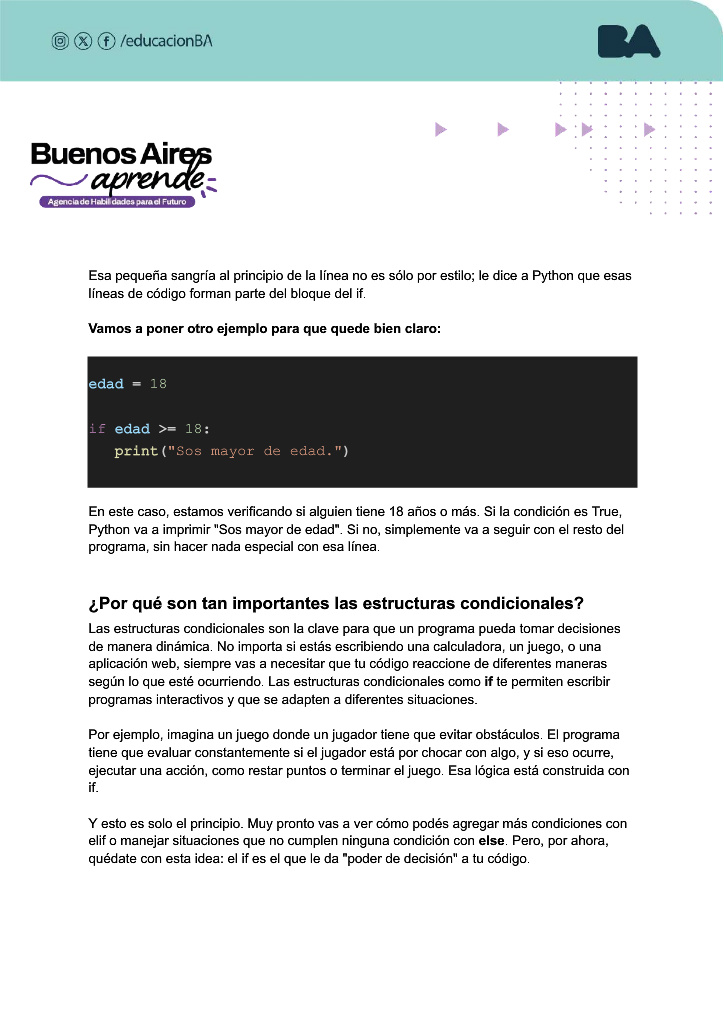 /educacionBA
BA
Buenos Aires
aprende
Agencia de Habilidades para el Futuro
Esa pequeña sangría al principio de la línea no es sólo por estilo; le dice a Python que esas
líneas de código forman parte del bloque del if.
Vamos a poner otro ejemplo para que quede bien claro:
edad = 18
if edad >= 18:
   print("Sos mayor de edad.")
En este caso, estamos verificando si alguien tiene 18 años o más. Si la condición es True,
Python va a imprimir "Sos mayor de edad". Si no, simplemente va a seguir con el resto del
programa, sin hacer nada especial con esa línea.
¿Por qué son tan importantes las estructuras condicionales?
Las estructuras condicionales son la clave para que un programa pueda tomar decisiones
de manera dinámica. No importa si estás escribiendo una calculadora, un juego, o una
aplicación web, siempre vas a necesitar que tu código reaccione de diferentes maneras
según lo que esté ocurriendo. Las estructuras condicionales como if te permiten escribir
programas interactivos y que se adapten a diferentes situaciones.
Por ejemplo, imagina un juego donde un jugador tiene que evitar obstáculos. El programa
tiene que evaluar constantemente si el jugador está por chocar con algo, y si eso ocurre,
ejecutar una acción, como restar puntos o terminar el juego. Esa lógica está construida con
if.
Y esto es solo el principio. Muy pronto vas a ver cómo podés agregar más condiciones con
elif o manejar situaciones que no cumplen ninguna condición con else. Pero, por ahora,
quédate con esta idea: el if es el que le da "poder de decisión" a tu código.